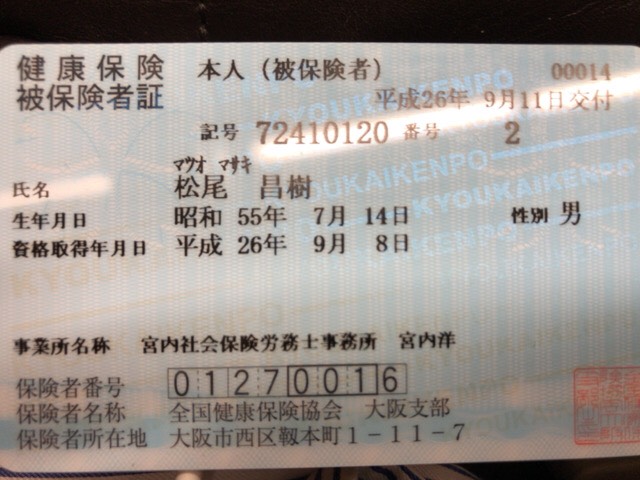 健康保険 本人（被保険者） 00014
被保険者証 平成26年 9月11日交付
記号 72410120 番号 2
マツオ マサキ
氏名 松尾 昌樹
生年月日 昭和 55年 7月 14日 性別 男
資格取得年月日 平成 26年 9月 8日
事業所名称 宮内社会保険労務士事務所 宮内洋
保険者番号 01270016
保険者名称 全国健康保険協会 大阪支部
保険者所在地 大阪市西区靱本町1-11-7
KYOUKAIKENPO